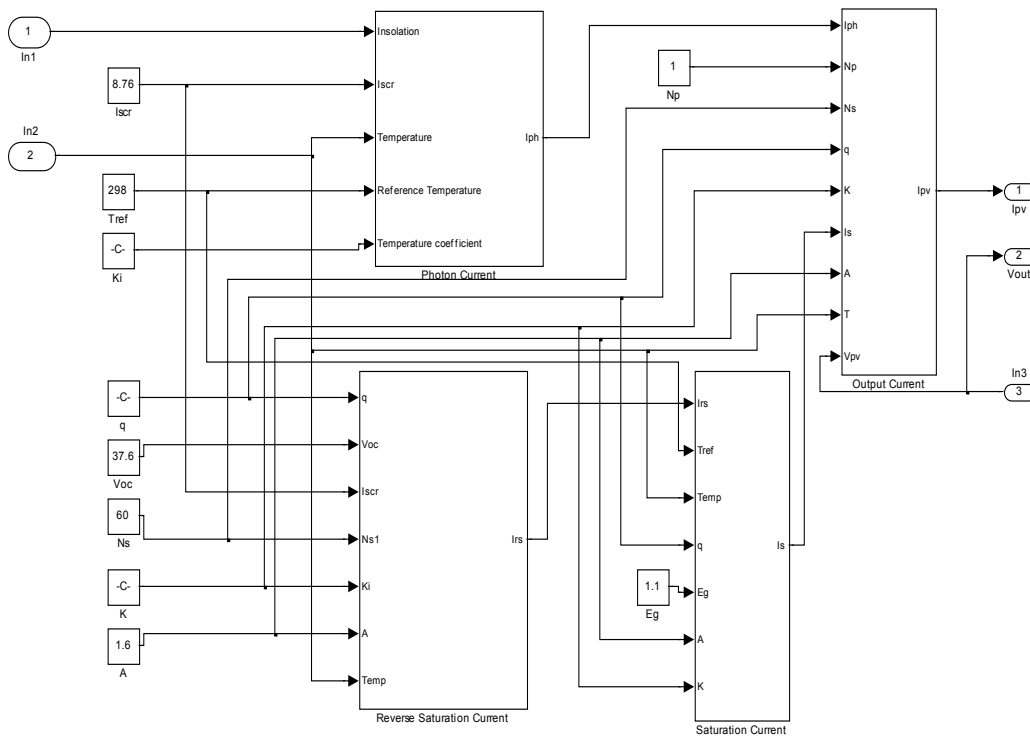 1
In1
8.76
Iscr
In2
2
298
Tref
-C-
Ki
Insolation
Iscr
Temperature
Reference Temperature
Temperature coefficient
Iph
Photon Current
1
Np
Iph
Np
Ns
q
K
Is
A
T
Vpv
Ipv
Output Current
1
Ipv
2
Vout
In3
3
-C-
q
37.6
Voc
60
Ns
-C-
K
1.6
A
q
Voc
Iscr
Ns1
Ki
A
Temp
Irs
Reverse Saturation Current
1.1
Eg
Irs
Tref
Temp
q
Eg
A
K
Is
Saturation Current